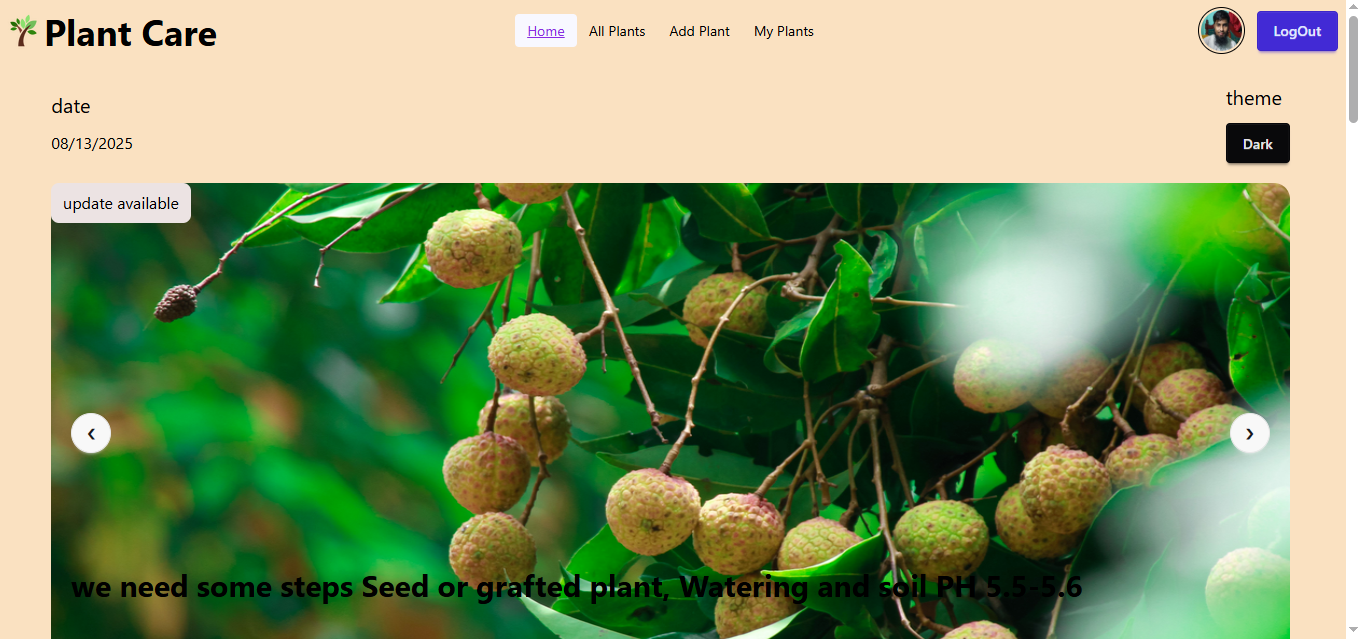 Plant Care
Home
All Plants
Add Plant
My Plants
LogOut
date
08/13/2025
theme
Dark
update available
❮
❯
we need some steps Seed or grafted plant, Watering and soil PH 5.5-5.6